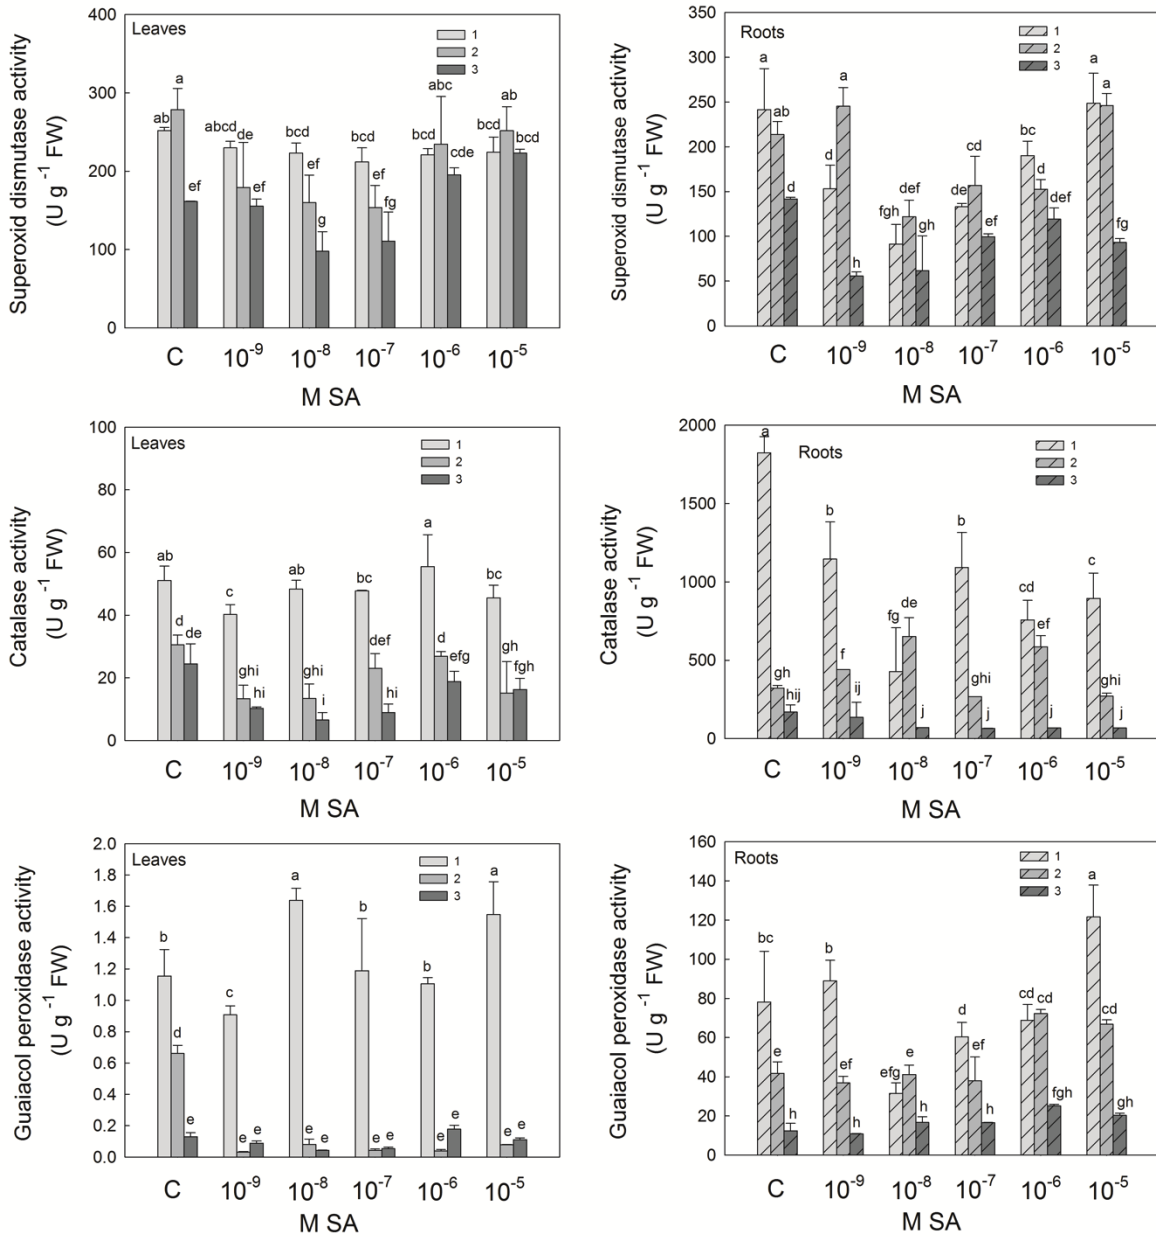 Leaves
1
2
3
Superoxid dismutase activity
(U g⁻¹ FW)
400
300
200
100
0
ab
a
ef
abcd
de
ef
bcd
ef
g
bcd
ef
fg
bcd
abc
cde
bcd
ab
bcd
C
10⁻⁹
10⁻⁸
10⁻⁷
10⁻⁶
10⁻⁵
M SA
Roots
1
2
3
Superoxid dismutase activity
(U g⁻¹ FW)
350
300
250
200
150
100
50
0
a
ab
d
d
a
h
fgh
def
gh
de
cd
ef
bc
d
def
a
a
fg
C
10⁻⁹
10⁻⁸
10⁻⁷
10⁻⁶
10⁻⁵
M SA
Leaves
1
2
3
Catalase activity
(U g⁻¹ FW)
100
80
60
40
20
0
ab
d
de
c
ghi
hi
ab
ghi
i
bc
def
hi
a
d
efg
bc
gh
fgh
C
10⁻⁹
10⁻⁸
10⁻⁷
10⁻⁶
10⁻⁵
M SA
Roots
1
2
3
Catalase activity
(U g⁻¹ FW)
2000
1500
1000
500
0
a
gh
hij
b
f
ij
fg
de
j
b
ghi
j
cd
ef
j
c
ghi
j
C
10⁻⁹
10⁻⁸
10⁻⁷
10⁻⁶
10⁻⁵
M SA
Leaves
1
2
3
Guaiacol peroxidase activity
(U g⁻¹ FW)
2.0
1.8
1.6
1.4
1.2
1.0
0.8
0.6
0.4
0.2
0.0
b
d
e
c
e
e
a
e
e
b
e
e
b
e
e
a
e
e
C
10⁻⁹
10⁻⁸
10⁻⁷
10⁻⁶
10⁻⁵
M SA
Roots
1
2
3
Guaiacol peroxidase activity
(U g⁻¹ FW)
160
140
120
100
80
60
40
20
0
bc
e
h
b
ef
h
efg
e
h
d
ef
h
cd
cd
fgh
a
cd
gh
C
10⁻⁹
10⁻⁸
10⁻⁷
10⁻⁶
10⁻⁵
M SA